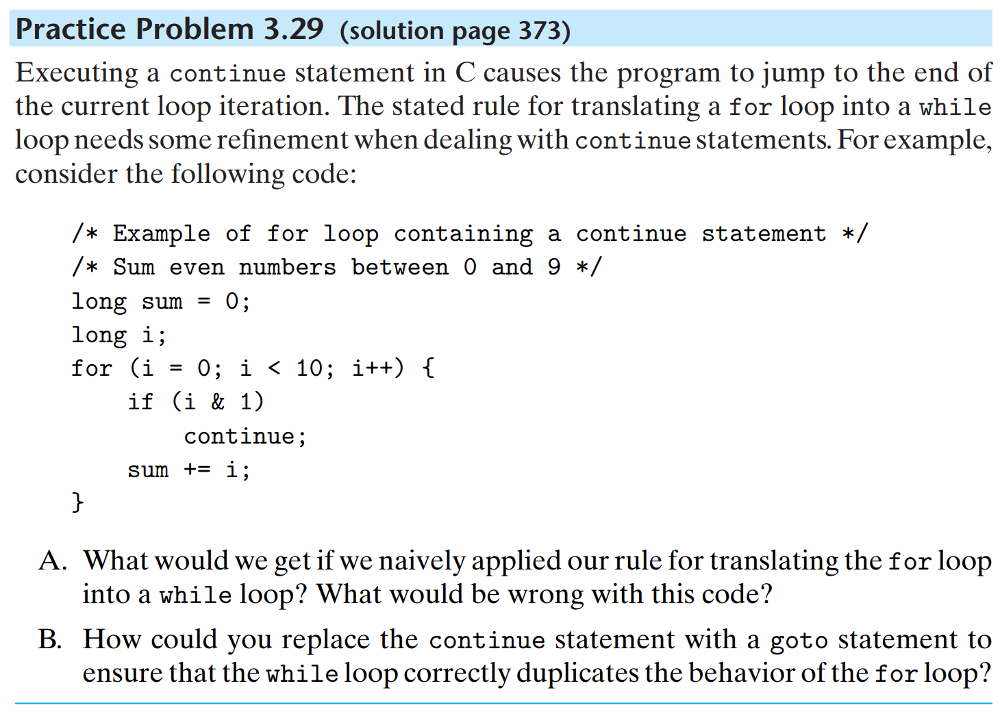 Practice Problem 3.29 (solution page 373)
Executing a continue statement in C causes the program to jump to the end of
the current loop iteration. The stated rule for translating a for loop into a while
loop needs some refinement when dealing with continue statements. For example,
consider the following code:
/* Example of for loop containing a continue statement */
/* Sum even numbers between 0 and 9 */
long sum = 0;
long i;
for (i = 0; i < 10; i++) {
    if (i & 1)
        continue;
    sum += i;
}
A. What would we get if we naively applied our rule for translating the for loop
into a while loop? What would be wrong with this code?
B. How could you replace the continue statement with a goto statement to
ensure that the while loop correctly duplicates the behavior of the for loop?